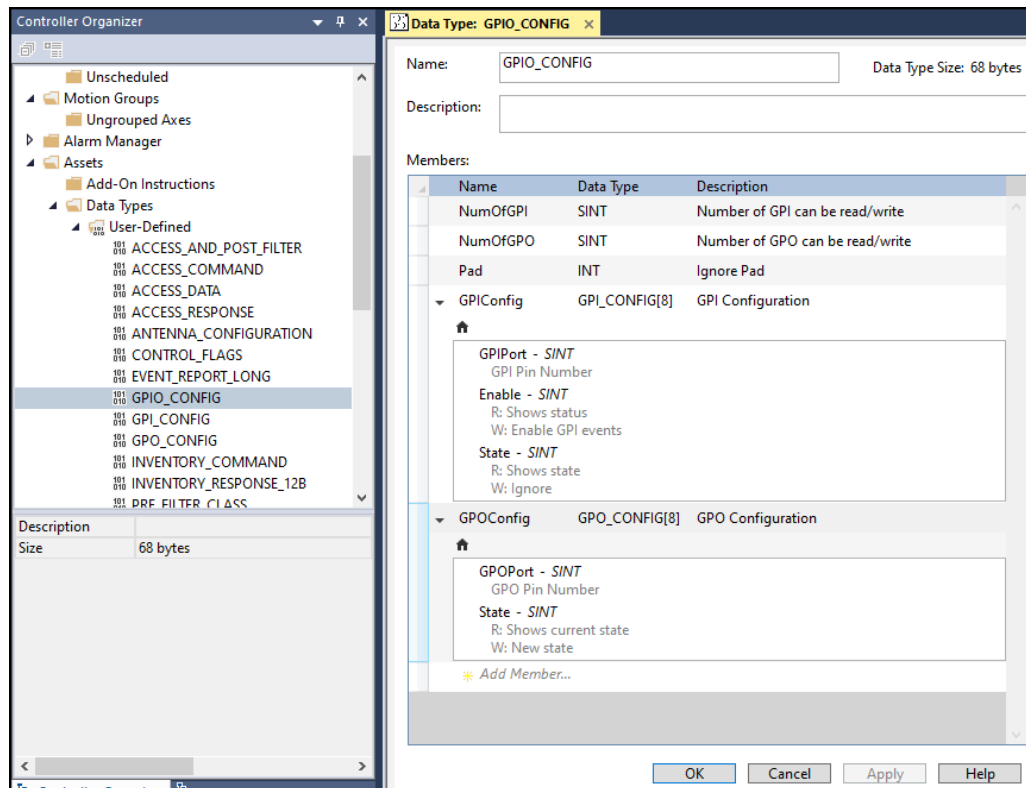 Controller Organizer
Unscheduled
Motion Groups
Ungrouped Axes
Alarm Manager
Assets
Add-On Instructions
Data Types
User-Defined
ACCESS_AND_POST_FILTER
ACCESS_COMMAND
ACCESS_DATA
ACCESS_RESPONSE
ANTENNA_CONFIGURATION
CONTROL_FLAGS
EVENT_REPORT_LONG
GPIO_CONFIG
GPI_CONFIG
GPO_CONFIG
INVENTORY_COMMAND
INVENTORY_RESPONSE_12B
PRE_FILTER_CLASS
Description
Size 68 bytes
Data Type: GPIO_CONFIG
Name: GPIO_CONFIG Data Type Size: 68 bytes
Description:
Members:
Name Data Type Description
NumOfGPI SINT Number of GPI can be read/write
NumOfGPO SINT Number of GPO can be read/write
Pad INT Ignore Pad
GPIConfig GPI_CONFIG[8] GPI Configuration
GPIPort - SINT
GPI Pin Number
Enable - SINT
R: Shows status
W: Enable GPI events
State - SINT
R: Shows state
W: Ignore
GPOConfig GPO_CONFIG[8] GPO Configuration
GPOPort - SINT
GPO Pin Number
State - SINT
R: Shows current state
W: New state
Add Member...
OK Cancel Apply Help